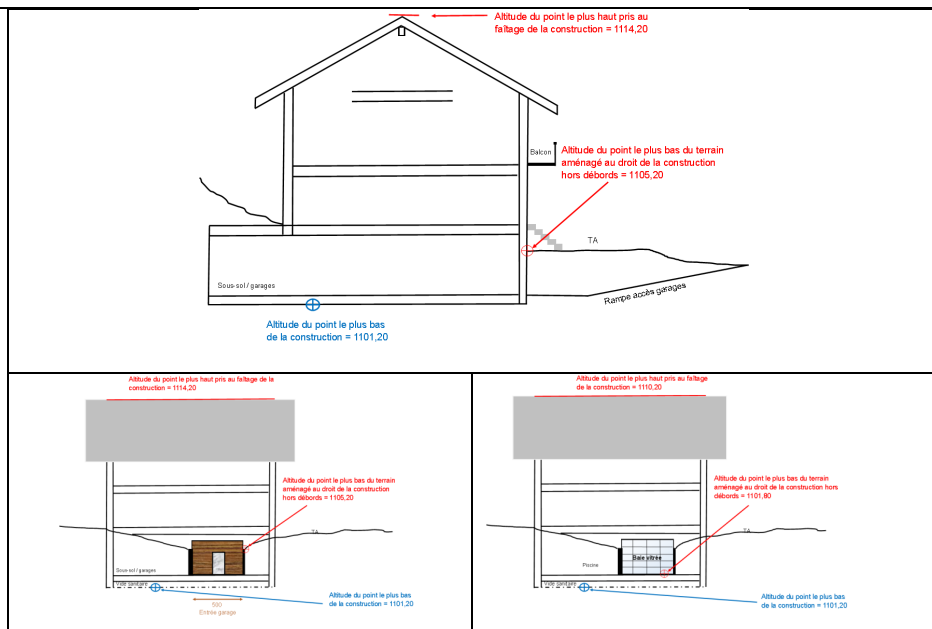 Altitude du point le plus haut pris au
faîtage de la construction = 1114,20
Balcon
Altitude du point le plus bas du terrain
aménagé au droit de la construction
hors débords = 1105,20
TA
Sous-sol / garages
Rampe accès garages
Altitude du point le plus bas
de la construction = 1101,20
Altitude du point le plus haut pris au faîtage de la
construction = 1114,20
Altitude du point le plus bas du terrain
aménagé au droit de la construction
hors débords = 1105,20
TA
Sous-sol / garages
Vide sanitaire
500
Entrée garage
Altitude du point le plus bas
de la construction = 1101,20
Altitude du point le plus haut pris au faîtage
de la construction = 1110,20
Altitude du point le plus bas du terrain
aménagé au droit de la construction hors
débords = 1101,80
TA
Baie vitrée
Piscine
Vide sanitaire
Altitude du point le plus bas
de la construction = 1101,20